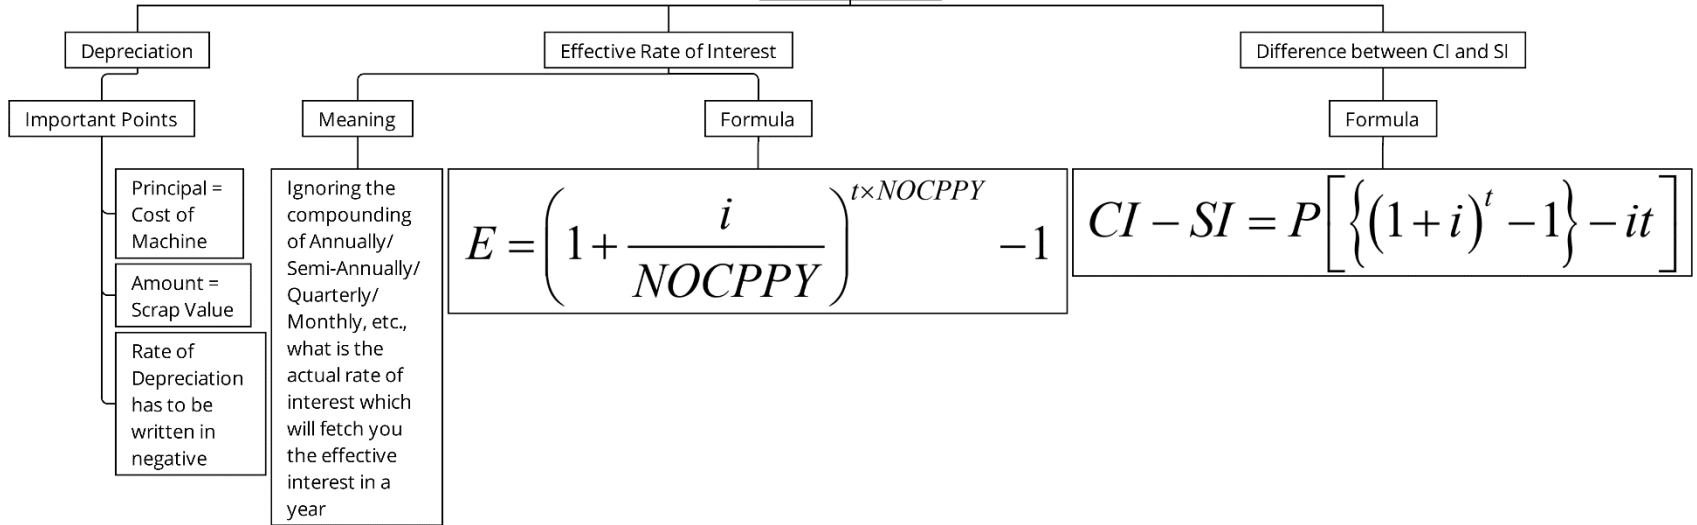 Depreciation
Effective Rate of Interest
Difference between CI and SI
Important Points
Meaning
Formula
Formula
Principal =
Cost of
Machine
Amount =
Scrap Value
Rate of
Depreciation
has to be
written in
negative
Ignoring the
compounding
of Annually/
Semi-Annually/
Quarterly/
Monthly, etc.,
what is the
actual rate of
interest which
will fetch you
the effective
interest in a
year
E = (1 + i/NOCPPY)^{t×NOCPPY} − 1
CI − SI = P[{(1 + i)^t − 1} − it]